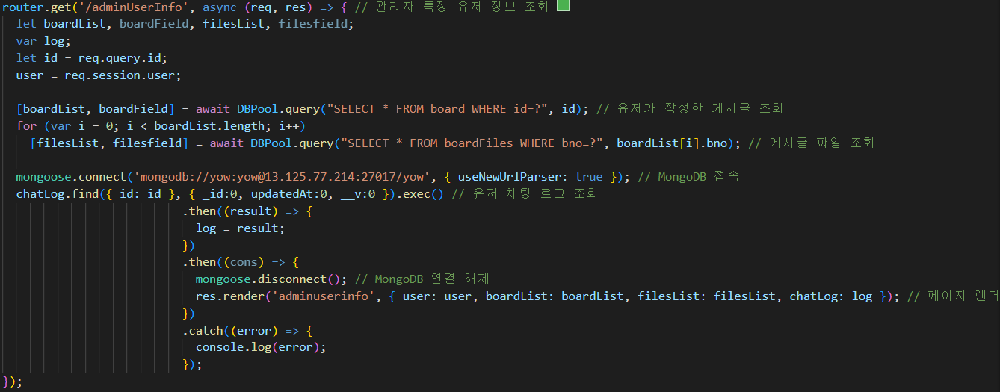 router.get('/adminUserInfo', async (req, res) => { // 관리자 특정 유저 정보 조회
let boardList, boardField, filesList, filesfield;
var log;
let id = req.query.id;
user = req.session.user;
[boardList, boardField] = await DBPool.query("SELECT * FROM board WHERE id=?", id); // 유저가 작성한 게시글 조회
for (var i = 0; i < boardList.length; i++)
[filesList, filesfield] = await DBPool.query("SELECT * FROM boardFiles WHERE bno=?", boardList[i].bno); // 게시글 파일 조회
mongoose.connect('mongodb://yow:yow@13.125.77.214:27017/yow', { useNewUrlParser: true }); // MongoDB 접속
chatLog.find({ id: id }, { _id:0, updatedAt:0, __v:0 }).exec() // 유저 채팅 로그 조회
.then((result) => {
log = result;
})
.then((cons) => {
mongoose.disconnect(); // MongoDB 연결 해제
res.render('adminuserinfo', { user: user, boardList: boardList, filesList: filesList, chatLog: log }); // 페이지 렌더
})
.catch((error) => {
console.log(error);
});
});